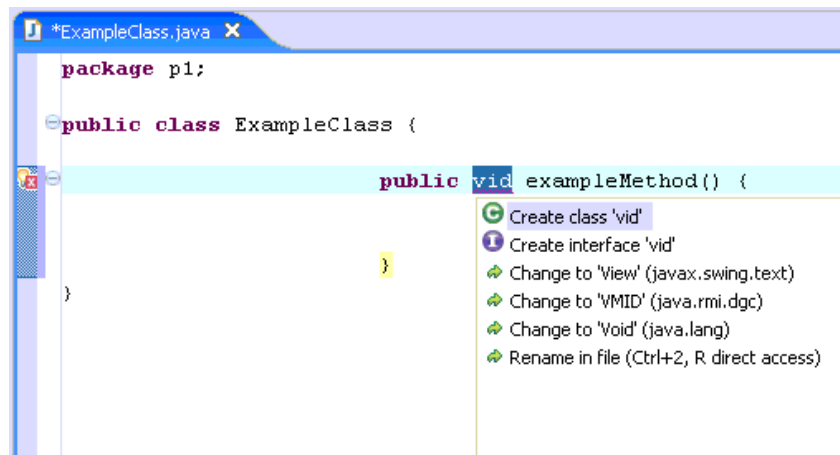 *ExampleClass.java
package p1;
public class ExampleClass {
public vid exampleMethod() {
Create class 'vid'
Create interface 'vid'
Change to 'View' (javax.swing.text)
Change to 'VMID' (java.rmi.dgc)
Change to 'Void' (java.lang)
Rename in file (Ctrl+2, R direct access)
}
}